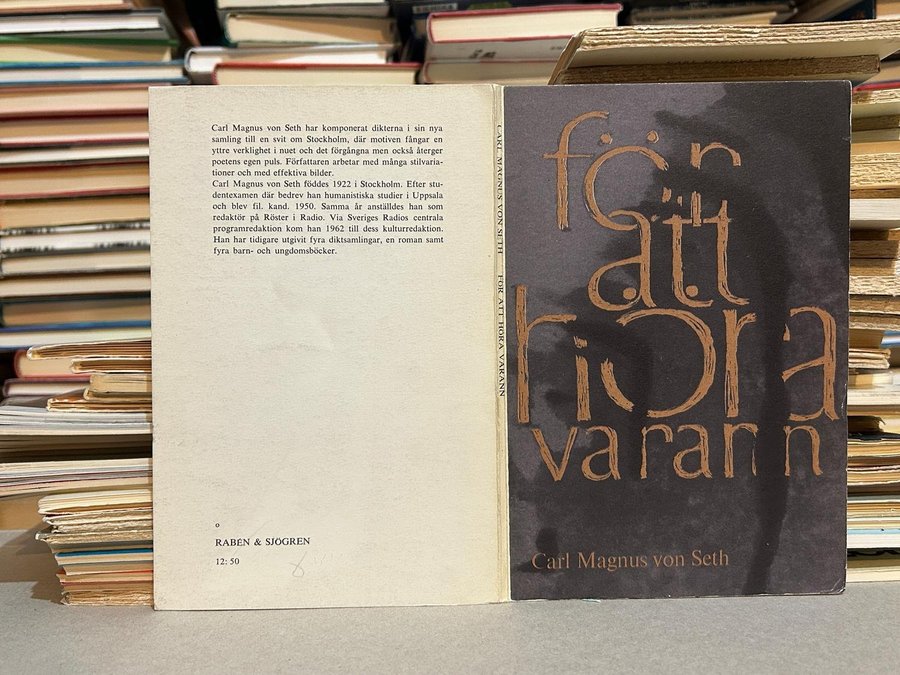 Carl Magnus von Seth har komponerat dikterna i sin nya
samling till en svit om Stockholm, där motiven fångar en
yttre verklighet i nuet och det förgångna men också återger
poetens egen puls. Författaren arbetar med många stilvaria-
tioner och med effektiva bilder.
Carl Magnus von Seth föddes 1922 i Stockholm. Efter stu-
dentexamen där bedrev han humanistiska studier i Uppsala
och blev fil. kand. 1950. Samma år anställdes han som
redaktör på Röster i Radio. Via Sveriges Radios centrala
programredaktion kom han 1962 till dess kulturredaktion.
Han har tidigare utgivit fyra diktsamlingar, en roman samt
fyra barn- och ungdomsböcker.
o
RABÉN & SJÖGREN
12:50
CARL MAGNUS VON SETH FÖR ATT HÖRA VARANN
för
att
höra
varann
Carl Magnus von Seth